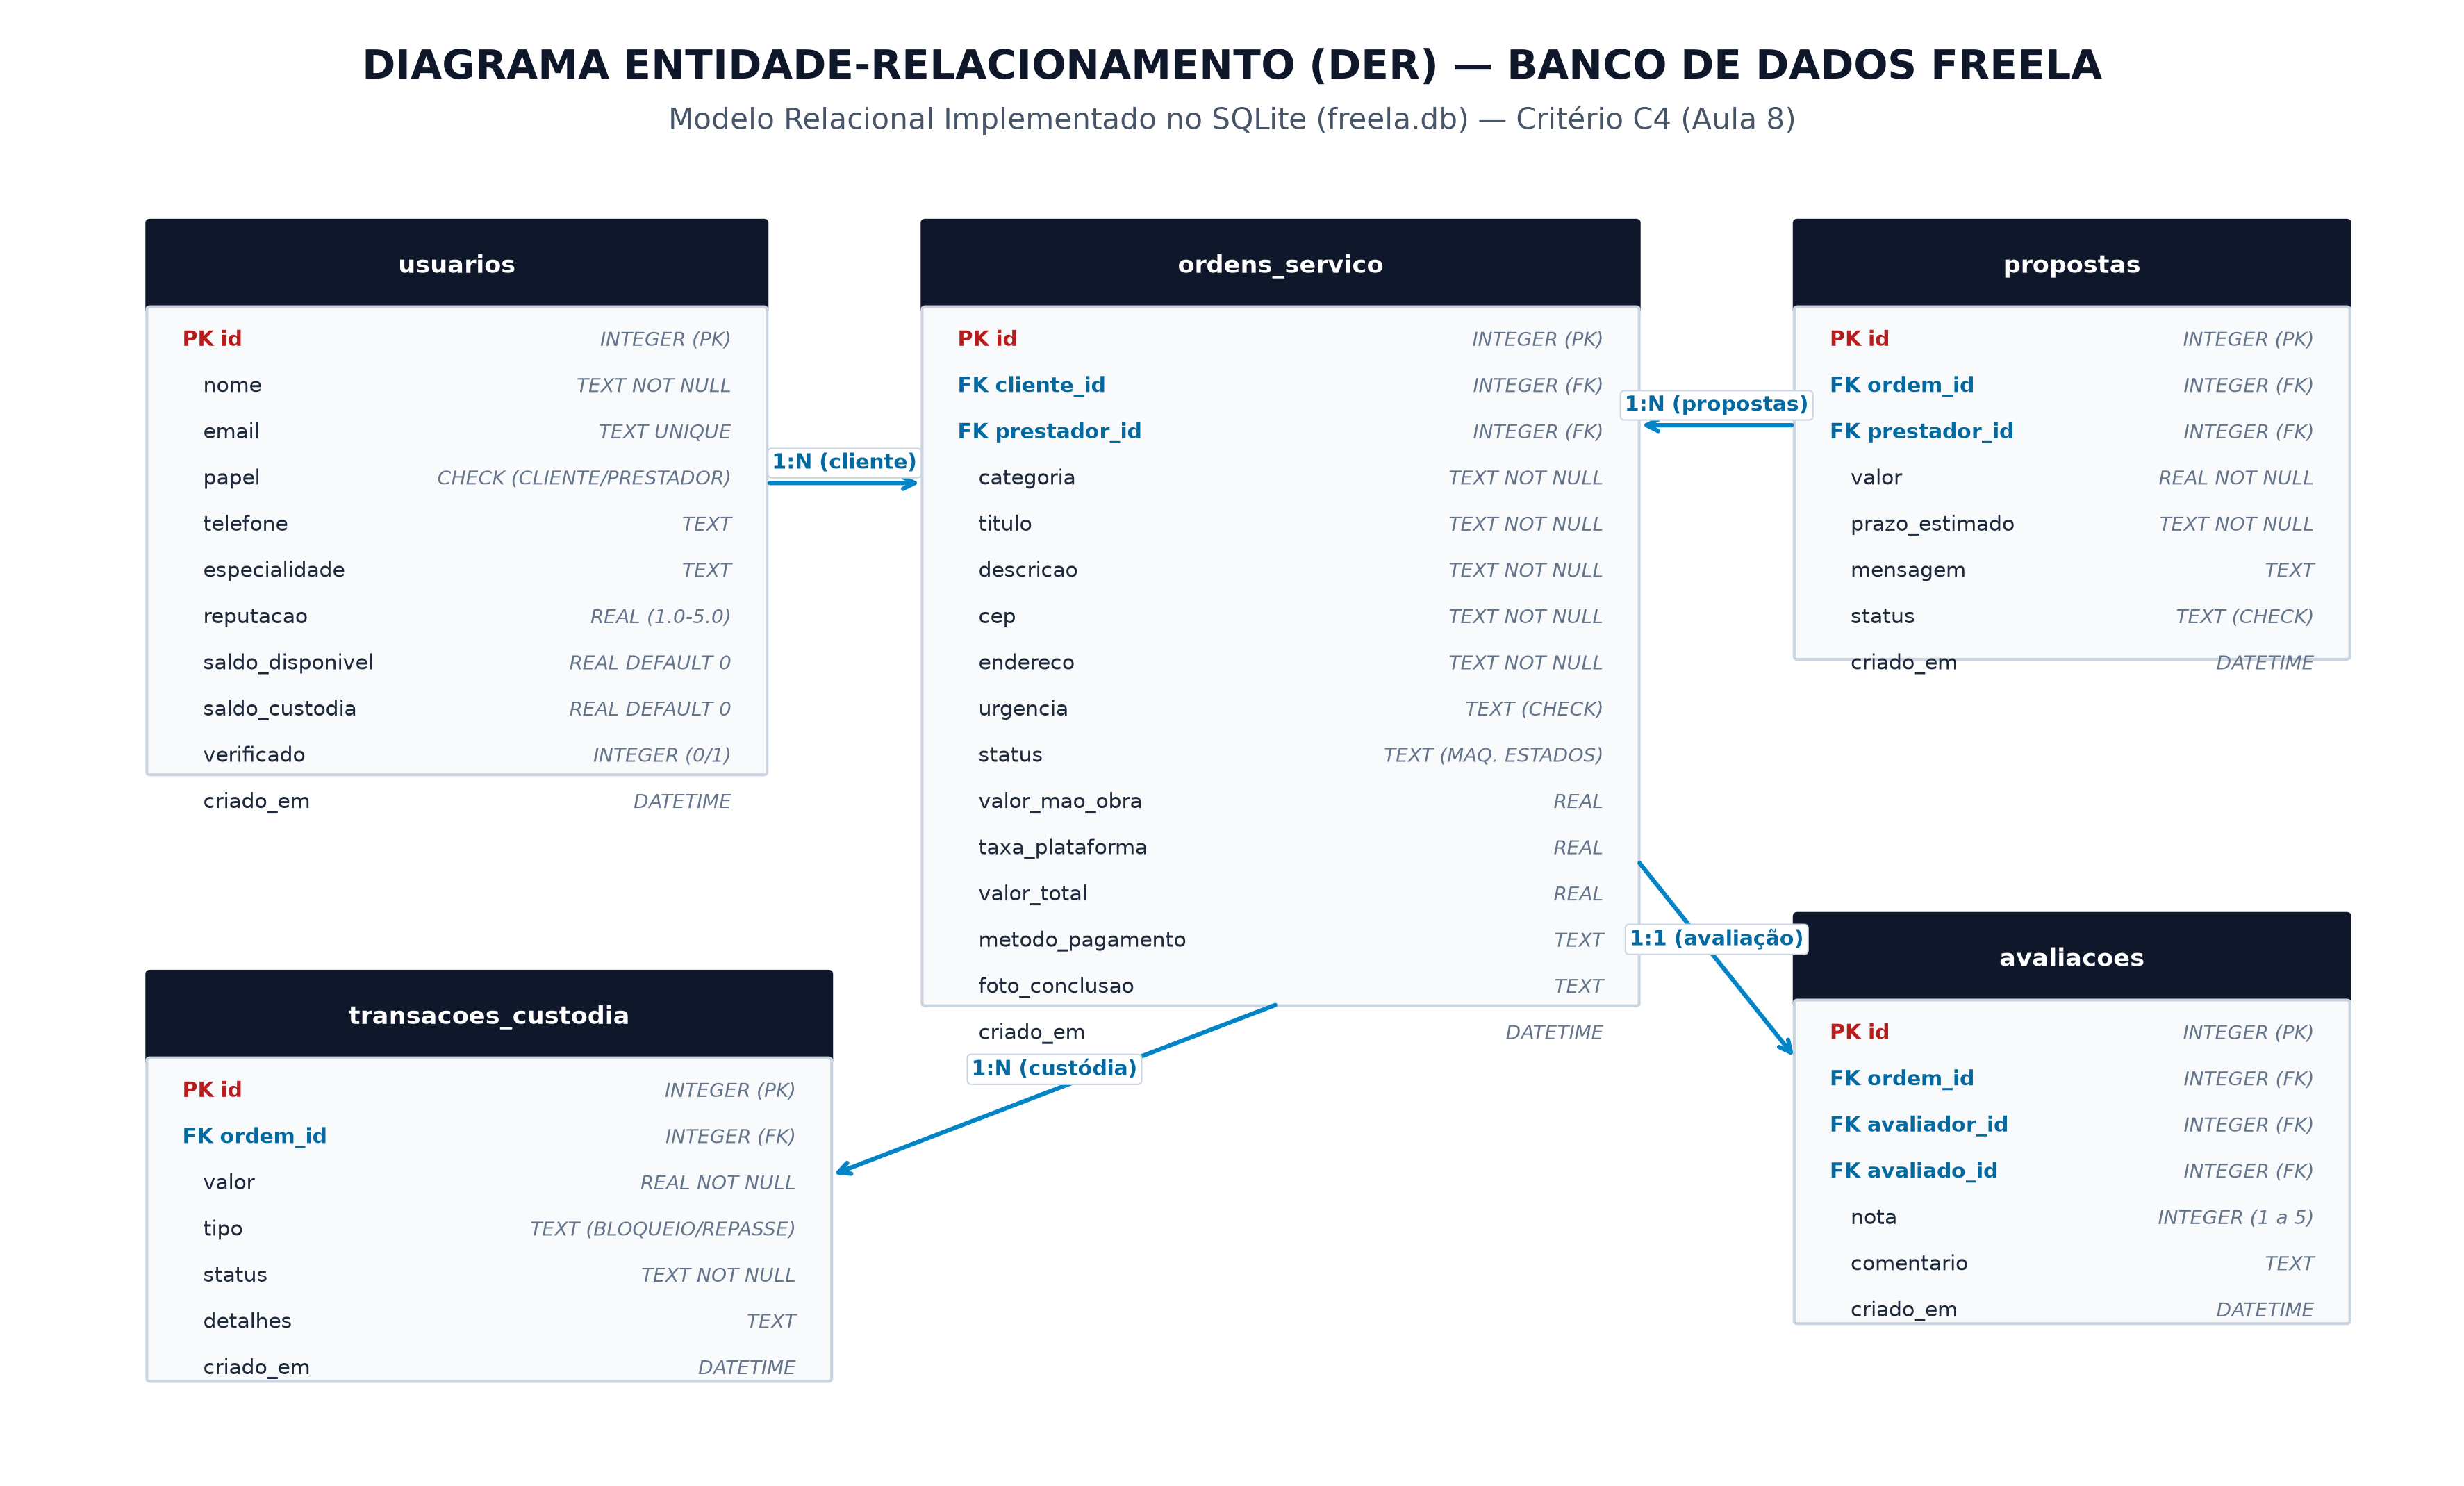 DIAGRAMA ENTIDADE-RELACIONAMENTO (DER) — BANCO DE DADOS FREELA
Modelo Relacional Implementado no SQLite (freela.db) — Critério C4 (Aula 8)
usuarios
PK id INTEGER (PK)
nome TEXT NOT NULL
email TEXT UNIQUE
papel CHECK (CLIENTE/PRESTADOR)
telefone TEXT
especialidade TEXT
reputacao REAL (1.0-5.0)
saldo_disponivel REAL DEFAULT 0
saldo_custodia REAL DEFAULT 0
verificado INTEGER (0/1)
criado_em DATETIME
1:N (cliente)
ordens_servico
PK id INTEGER (PK)
FK cliente_id INTEGER (FK)
FK prestador_id INTEGER (FK)
categoria TEXT NOT NULL
titulo TEXT NOT NULL
descricao TEXT NOT NULL
cep TEXT NOT NULL
endereco TEXT NOT NULL
urgencia TEXT (CHECK)
status TEXT (MAQ. ESTADOS)
valor_mao_obra REAL
taxa_plataforma REAL
valor_total REAL
metodo_pagamento TEXT
foto_conclusao TEXT
criado_em DATETIME
1:N (propostas)
propostas
PK id INTEGER (PK)
FK ordem_id INTEGER (FK)
FK prestador_id INTEGER (FK)
valor REAL NOT NULL
prazo_estimado TEXT NOT NULL
mensagem TEXT
status TEXT (CHECK)
criado_em DATETIME
1:N (custódia)
transacoes_custodia
PK id INTEGER (PK)
FK ordem_id INTEGER (FK)
valor REAL NOT NULL
tipo TEXT (BLOQUEIO/REPASSE)
status TEXT NOT NULL
detalhes TEXT
criado_em DATETIME
1:1 (avaliação)
avaliacoes
PK id INTEGER (PK)
FK ordem_id INTEGER (FK)
FK avaliador_id INTEGER (FK)
FK avaliado_id INTEGER (FK)
nota INTEGER (1 a 5)
comentario TEXT
criado_em DATETIME